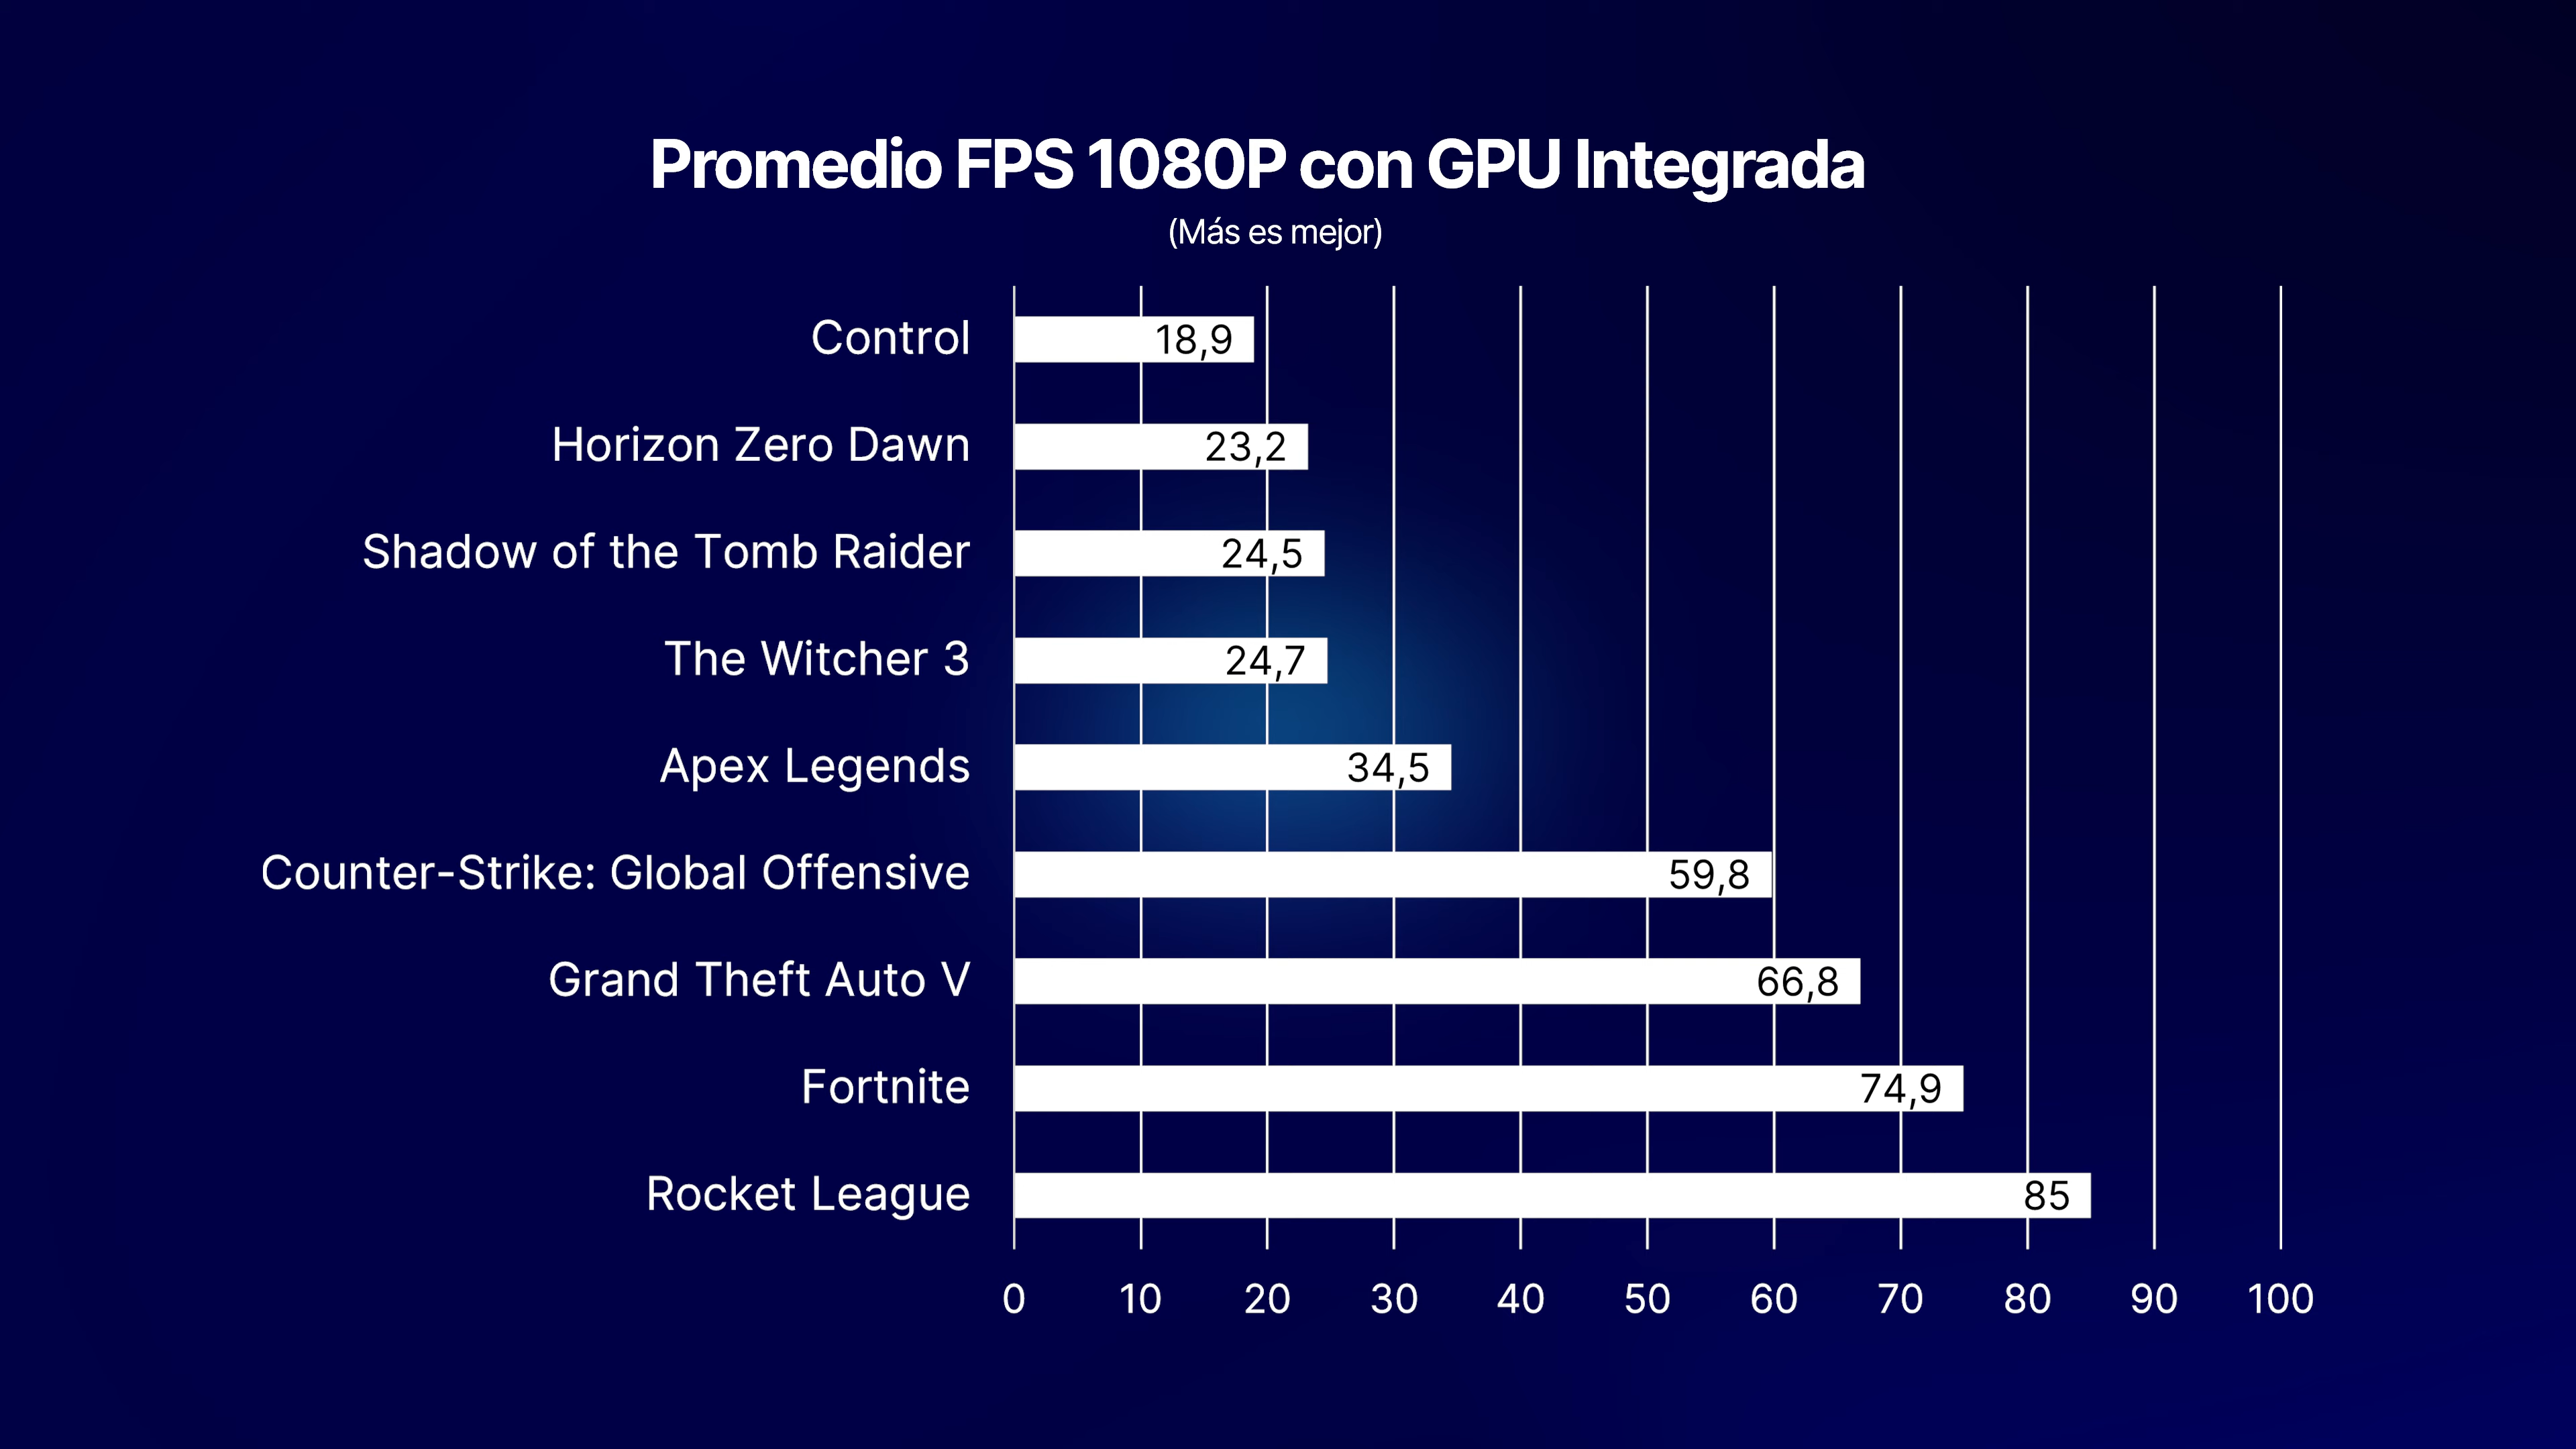 Promedio FPS 1080P con GPU Integrada
(Más es mejor)
Control 18,9
Horizon Zero Dawn 23,2
Shadow of the Tomb Raider 24,5
The Witcher 3 24,7
Apex Legends 34,5
Counter-Strike: Global Offensive 59,8
Grand Theft Auto V 66,8
Fortnite 74,9
Rocket League 85
0 10 20 30 40 50 60 70 80 90 100